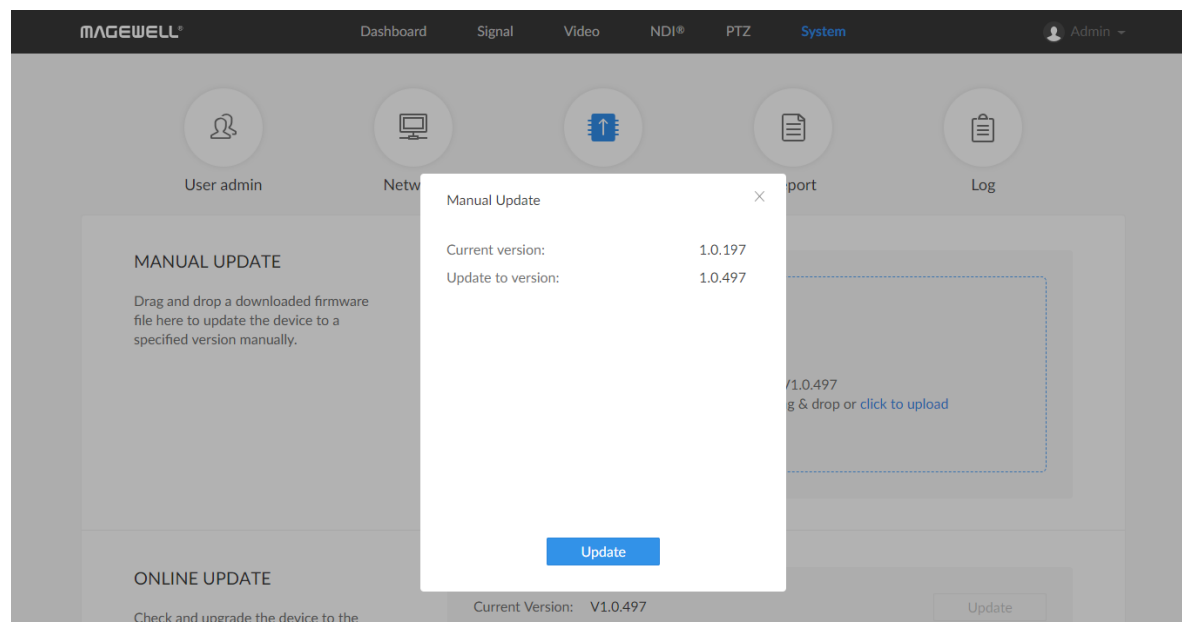 MAGEWELL®
Dashboard Signal Video NDI® PTZ System Admin
User admin Netw port Log
Manual Update
Current version: 1.0.197
Update to version: 1.0.497
Update
MANUAL UPDATE
Drag and drop a downloaded firmware
file here to update the device to a
specified version manually.
V1.0.497
g & drop or click to upload
ONLINE UPDATE
Check and upgrade the device to the
Current Version: V1.0.497
Update